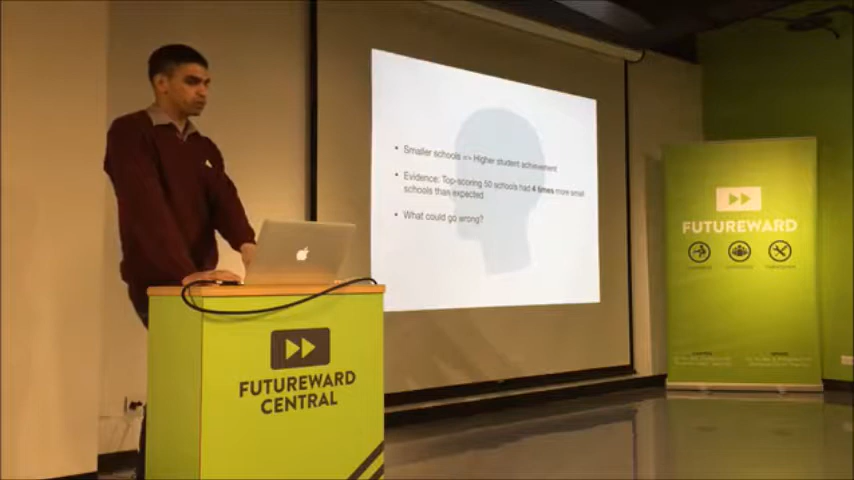 • Smaller schools => Higher student achievement
• Evidence: Top-scoring 50 schools had 4 times more small
schools than expected
• What could go wrong?
FUTUREWARD
FUTUREWARD
CENTRAL